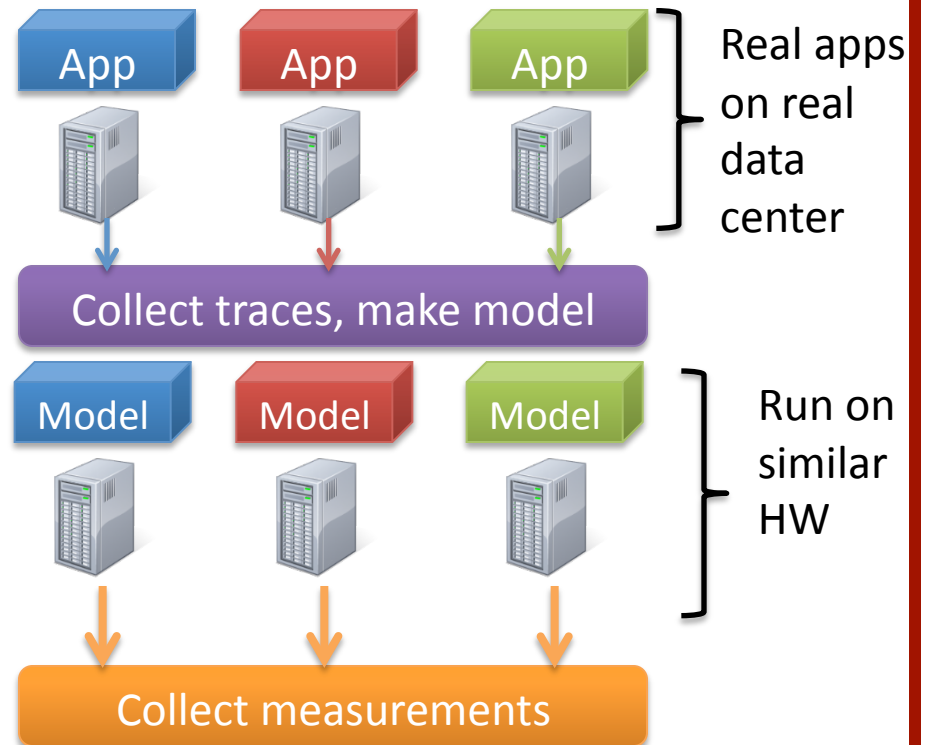 App
App
App
Real apps
on real
data
center
Collect traces, make model
Model
Model
Model
Run on
similar
HW
Collect measurements